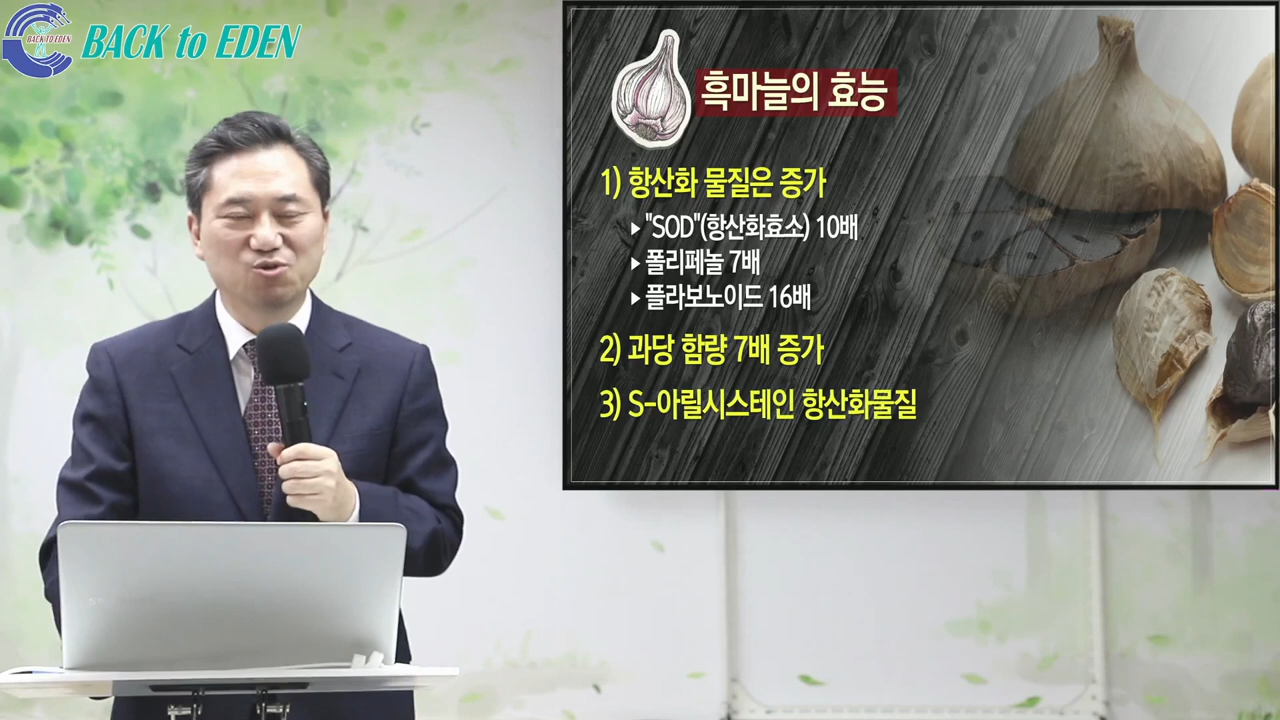 BACK TO EDEN
BACK to EDEN
흑마늘의 효능
1) 항산화 물질은 증가
▸ "SOD"(항산화효소) 10배
▸ 폴리페놀 7배
▸ 플라보노이드 16배
2) 과당 함량 7배 증가
3) S-아릴시스테인 항산화물질